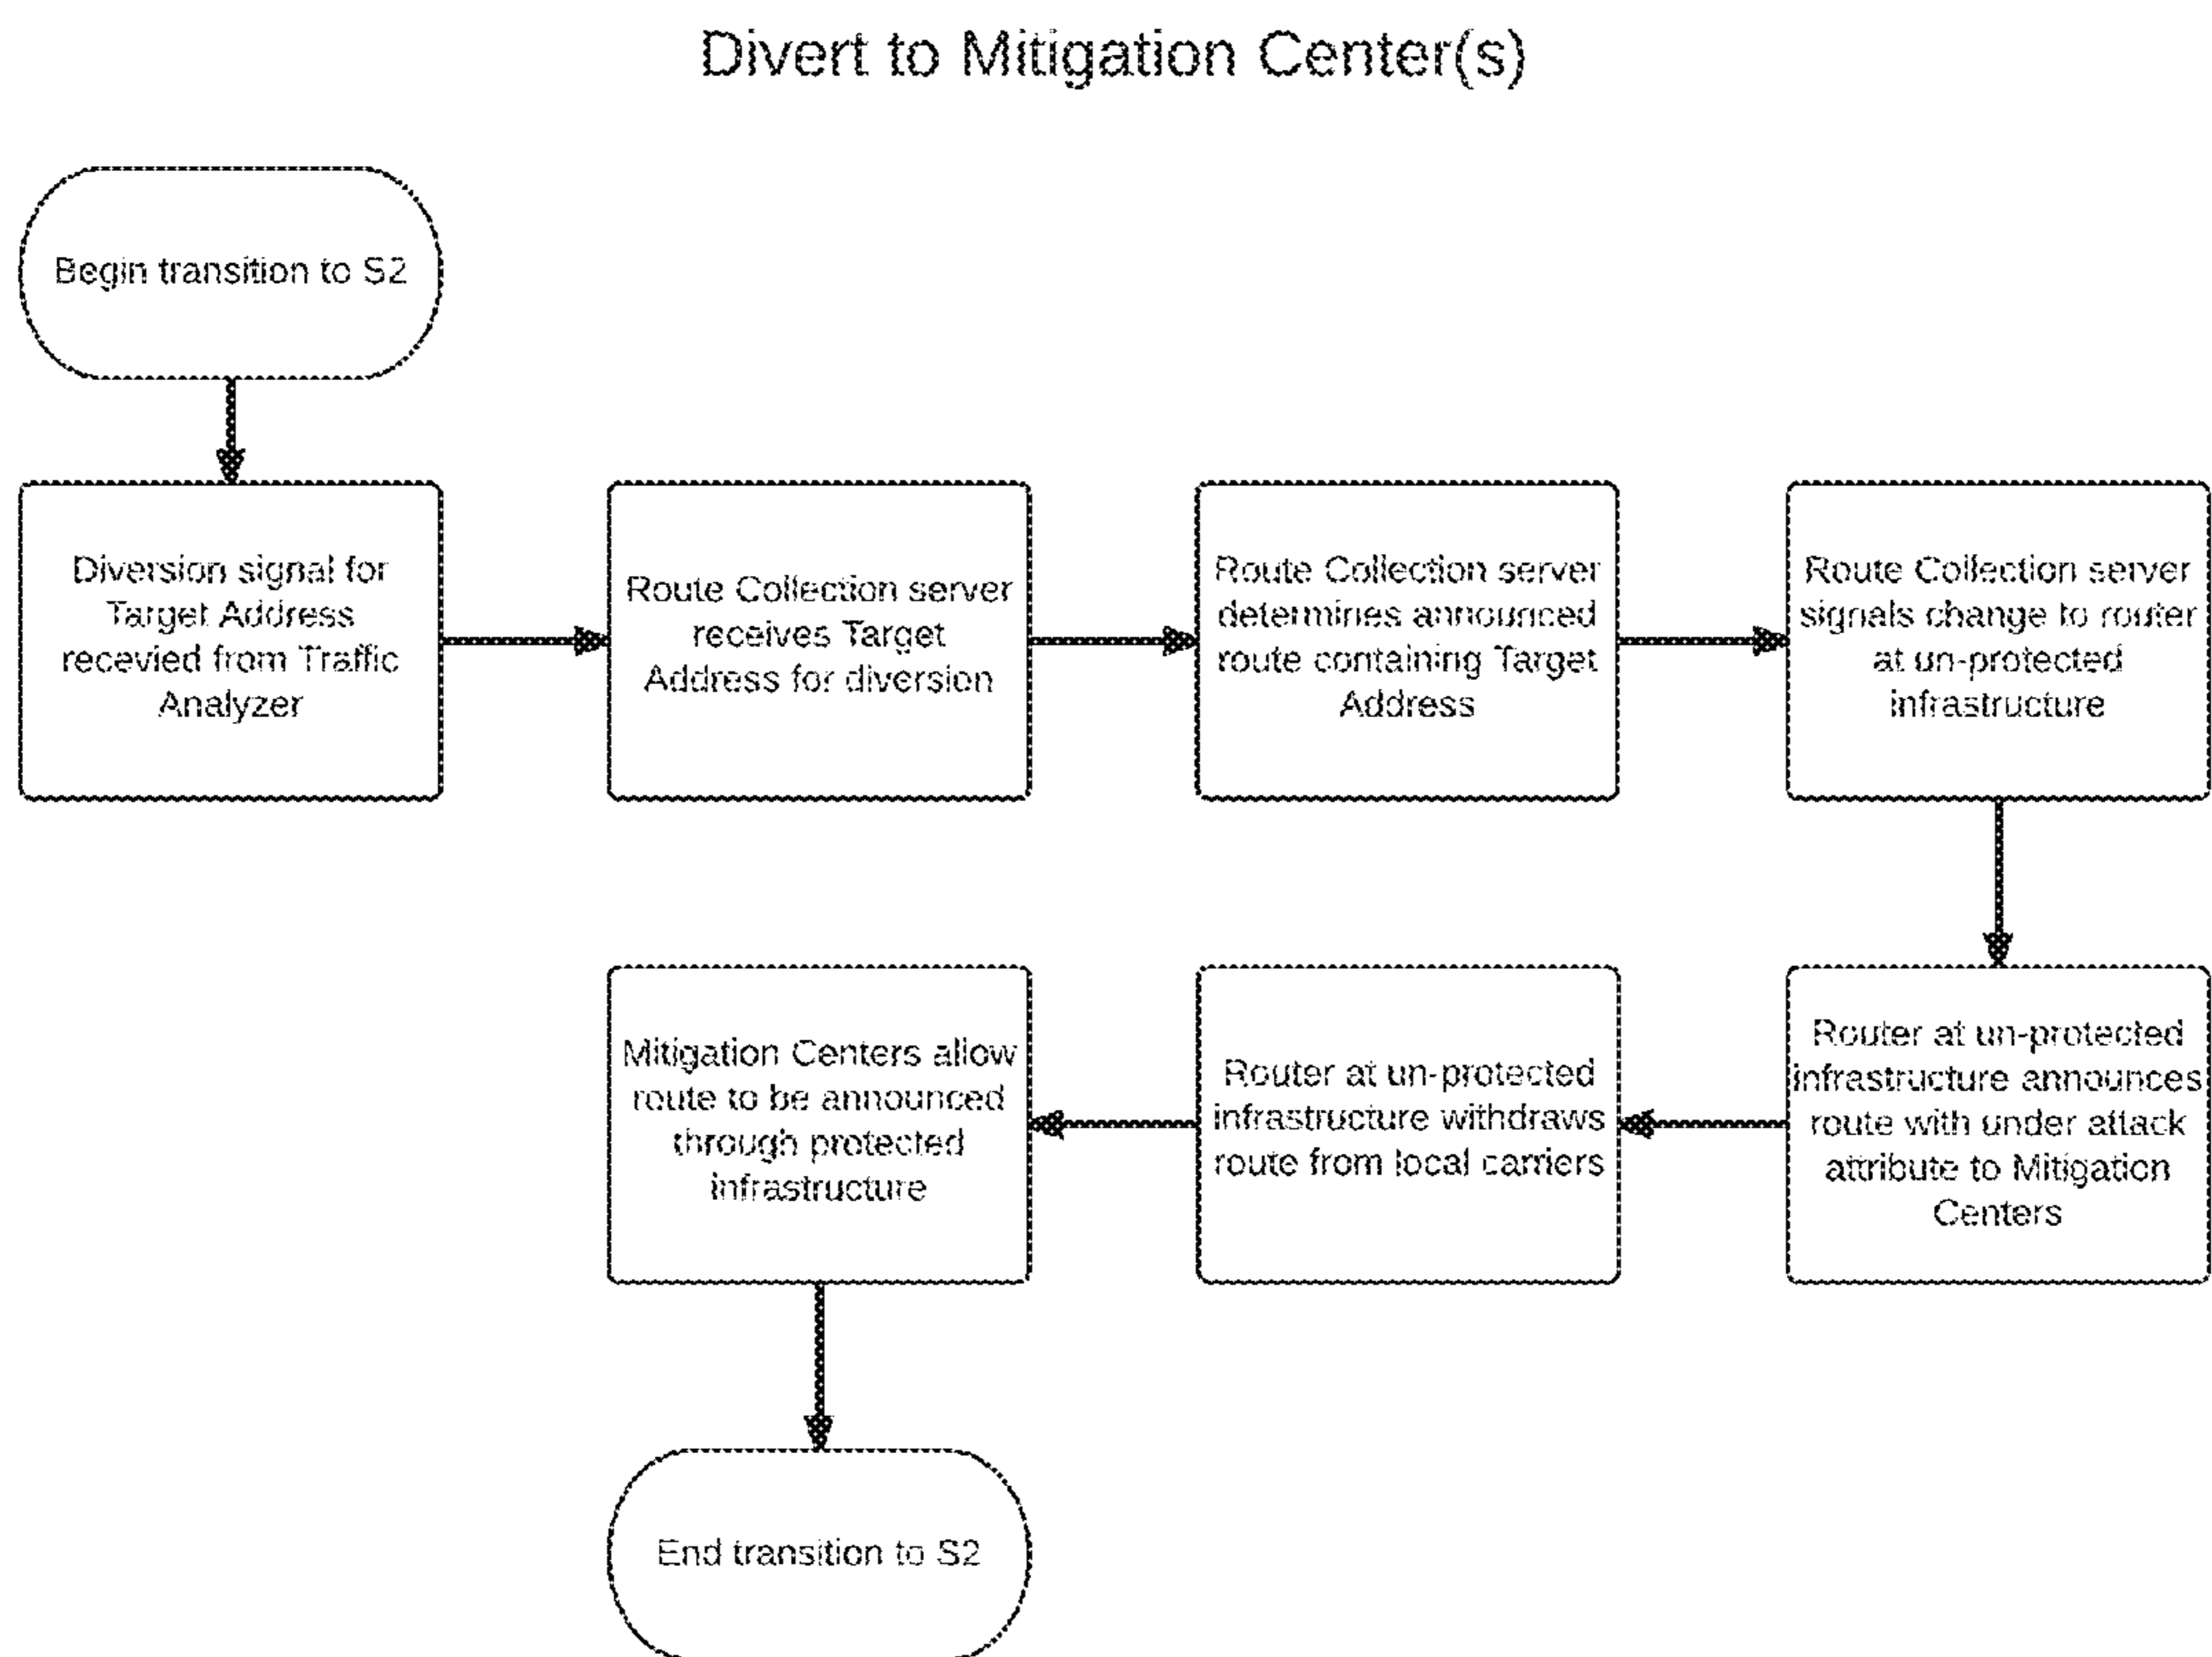 Divert to Mitigation Center(s)
Begin transition to S2
Diversion signal for
Target Address
recevied from Traffic
Analyzer
Route Collection server
receives Target
Address for diversion
Route Collection server
determines announced
route containing Target
Address
Route Collection server
signals change to router
at un-protected
infrastructure
Router at un-protected
infrastructure announces
route with under attack
attribute to Mitigation
Centers
Router at un-protected
infrastructure withdraws
route from local carriers
Mitigation Centers allow
route to be announced
through protected
infrastructure
End transition to S2